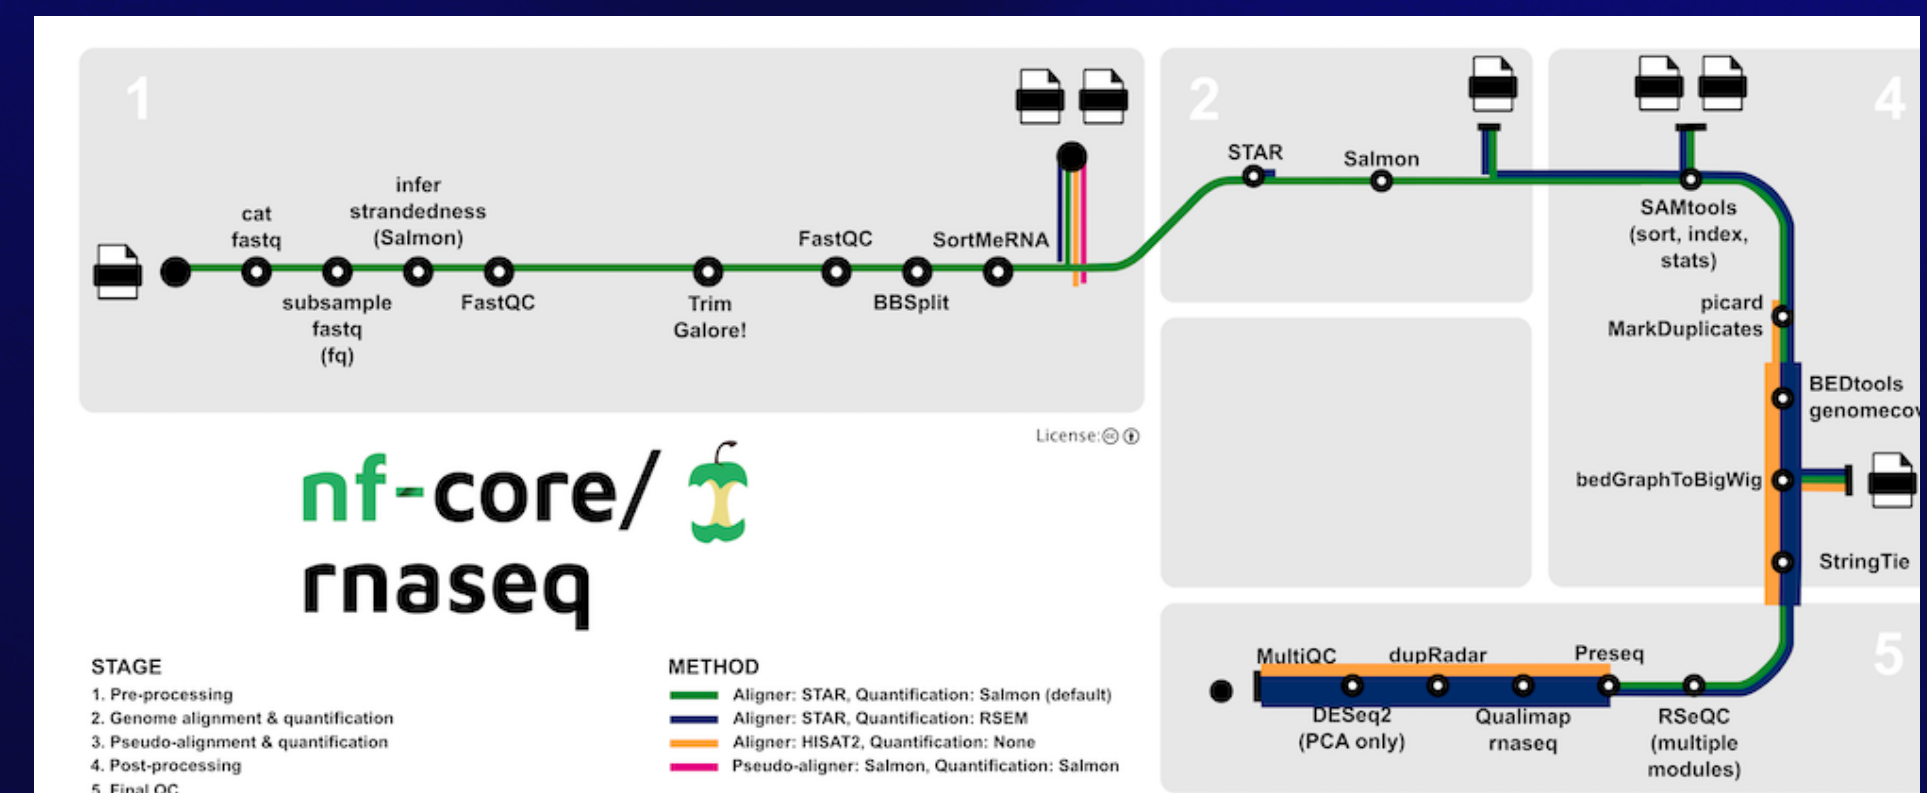 1
cat
fastq
infer
strandedness
(Salmon)
subsample
fastq
(fq)
FastQC
Trim
Galore!
FastQC
BBSplit
SortMeRNA
2
STAR
Salmon
4
SAMtools
(sort, index,
stats)
picard
MarkDuplicates
BEDtools
genomecov
bedGraphToBigWig
StringTie
License:
nf-core/
rnaseq
STAGE
1. Pre-processing
2. Genome alignment & quantification
3. Pseudo-alignment & quantification
4. Post-processing
5. Final QC
METHOD
Aligner: STAR, Quantification: Salmon (default)
Aligner: STAR, Quantification: RSEM
Aligner: HISAT2, Quantification: None
Pseudo-aligner: Salmon, Quantification: Salmon
5
MultiQC
dupRadar
Preseq
DESeq2
(PCA only)
Qualimap
rnaseq
RSeQC
(multiple
modules)